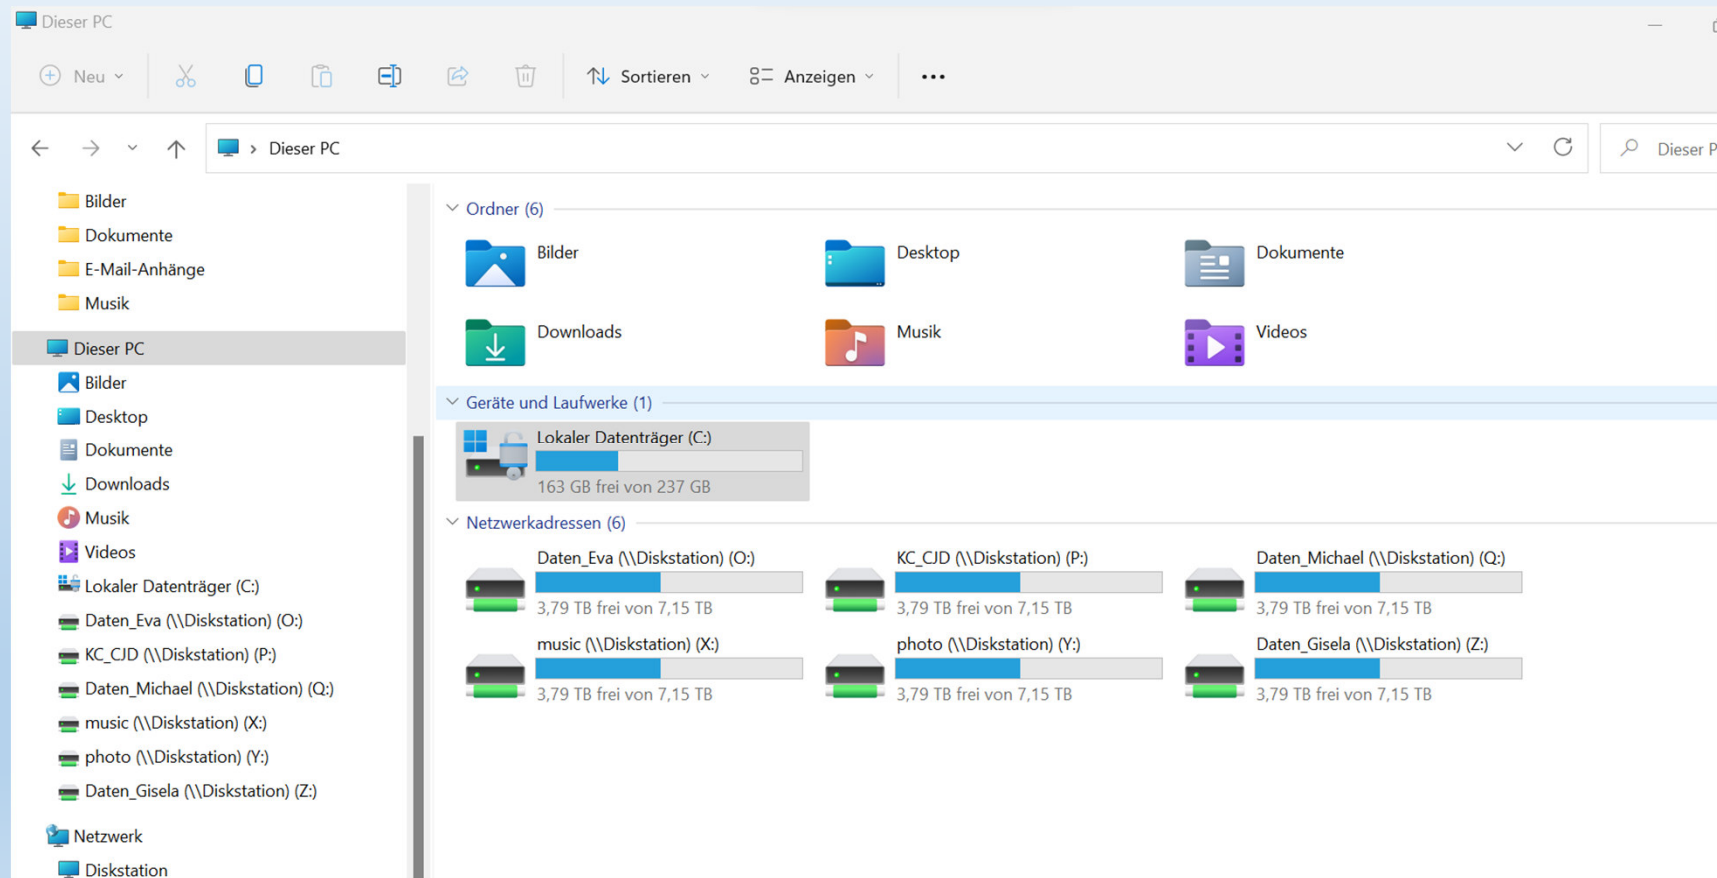 Dieser PC
Neu
Sortieren
Anzeigen
Dieser PC
Dieser P
Bilder
Dokumente
E-Mail-Anhänge
Musik
Dieser PC
Bilder
Desktop
Dokumente
Downloads
Musik
Videos
Lokaler Datenträger (C:)
Daten_Eva (\\Diskstation) (O:)
KC_CJD (\\Diskstation) (P:)
Daten_Michael (\\Diskstation) (Q:)
music (\\Diskstation) (X:)
photo (\\Diskstation) (Y:)
Daten_Gisela (\\Diskstation) (Z:)
Netzwerk
Diskstation
Ordner (6)
Bilder
Desktop
Dokumente
Downloads
Musik
Videos
Geräte und Laufwerke (1)
Lokaler Datenträger (C:)
163 GB frei von 237 GB
Netzwerkadressen (6)
Daten_Eva (\\Diskstation) (O:)
3,79 TB frei von 7,15 TB
KC_CJD (\\Diskstation) (P:)
3,79 TB frei von 7,15 TB
Daten_Michael (\\Diskstation) (Q:)
3,79 TB frei von 7,15 TB
music (\\Diskstation) (X:)
3,79 TB frei von 7,15 TB
photo (\\Diskstation) (Y:)
3,79 TB frei von 7,15 TB
Daten_Gisela (\\Diskstation) (Z:)
3,79 TB frei von 7,15 TB